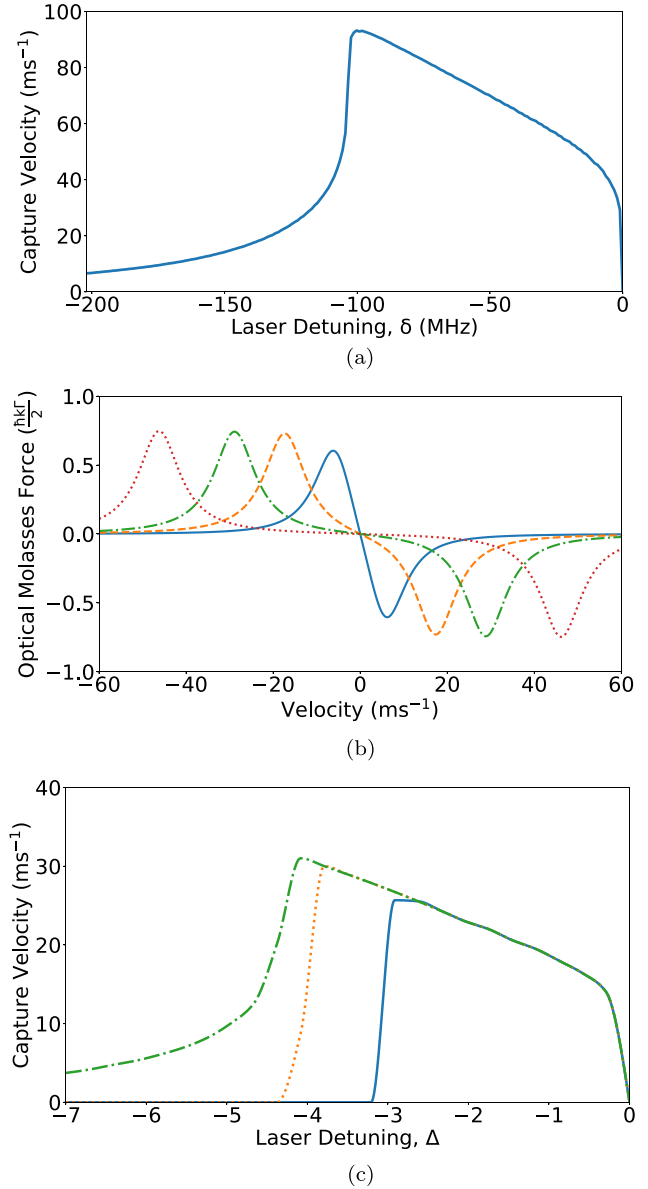 100
80
60
40
20
0
Capture Velocity (ms⁻¹)
−200 −150 −100 −50 0
Laser Detuning, δ (MHz)
(a)
1.0
0.5
0.0
−0.5
−1.0
Optical Molasses Force (ħkΓ/2)
−60 −40 −20 0 20 40 60
Velocity (ms⁻¹)
(b)
40
30
20
10
0
Capture Velocity (ms⁻¹)
−7 −6 −5 −4 −3 −2 −1 0
Laser Detuning, Δ
(c)